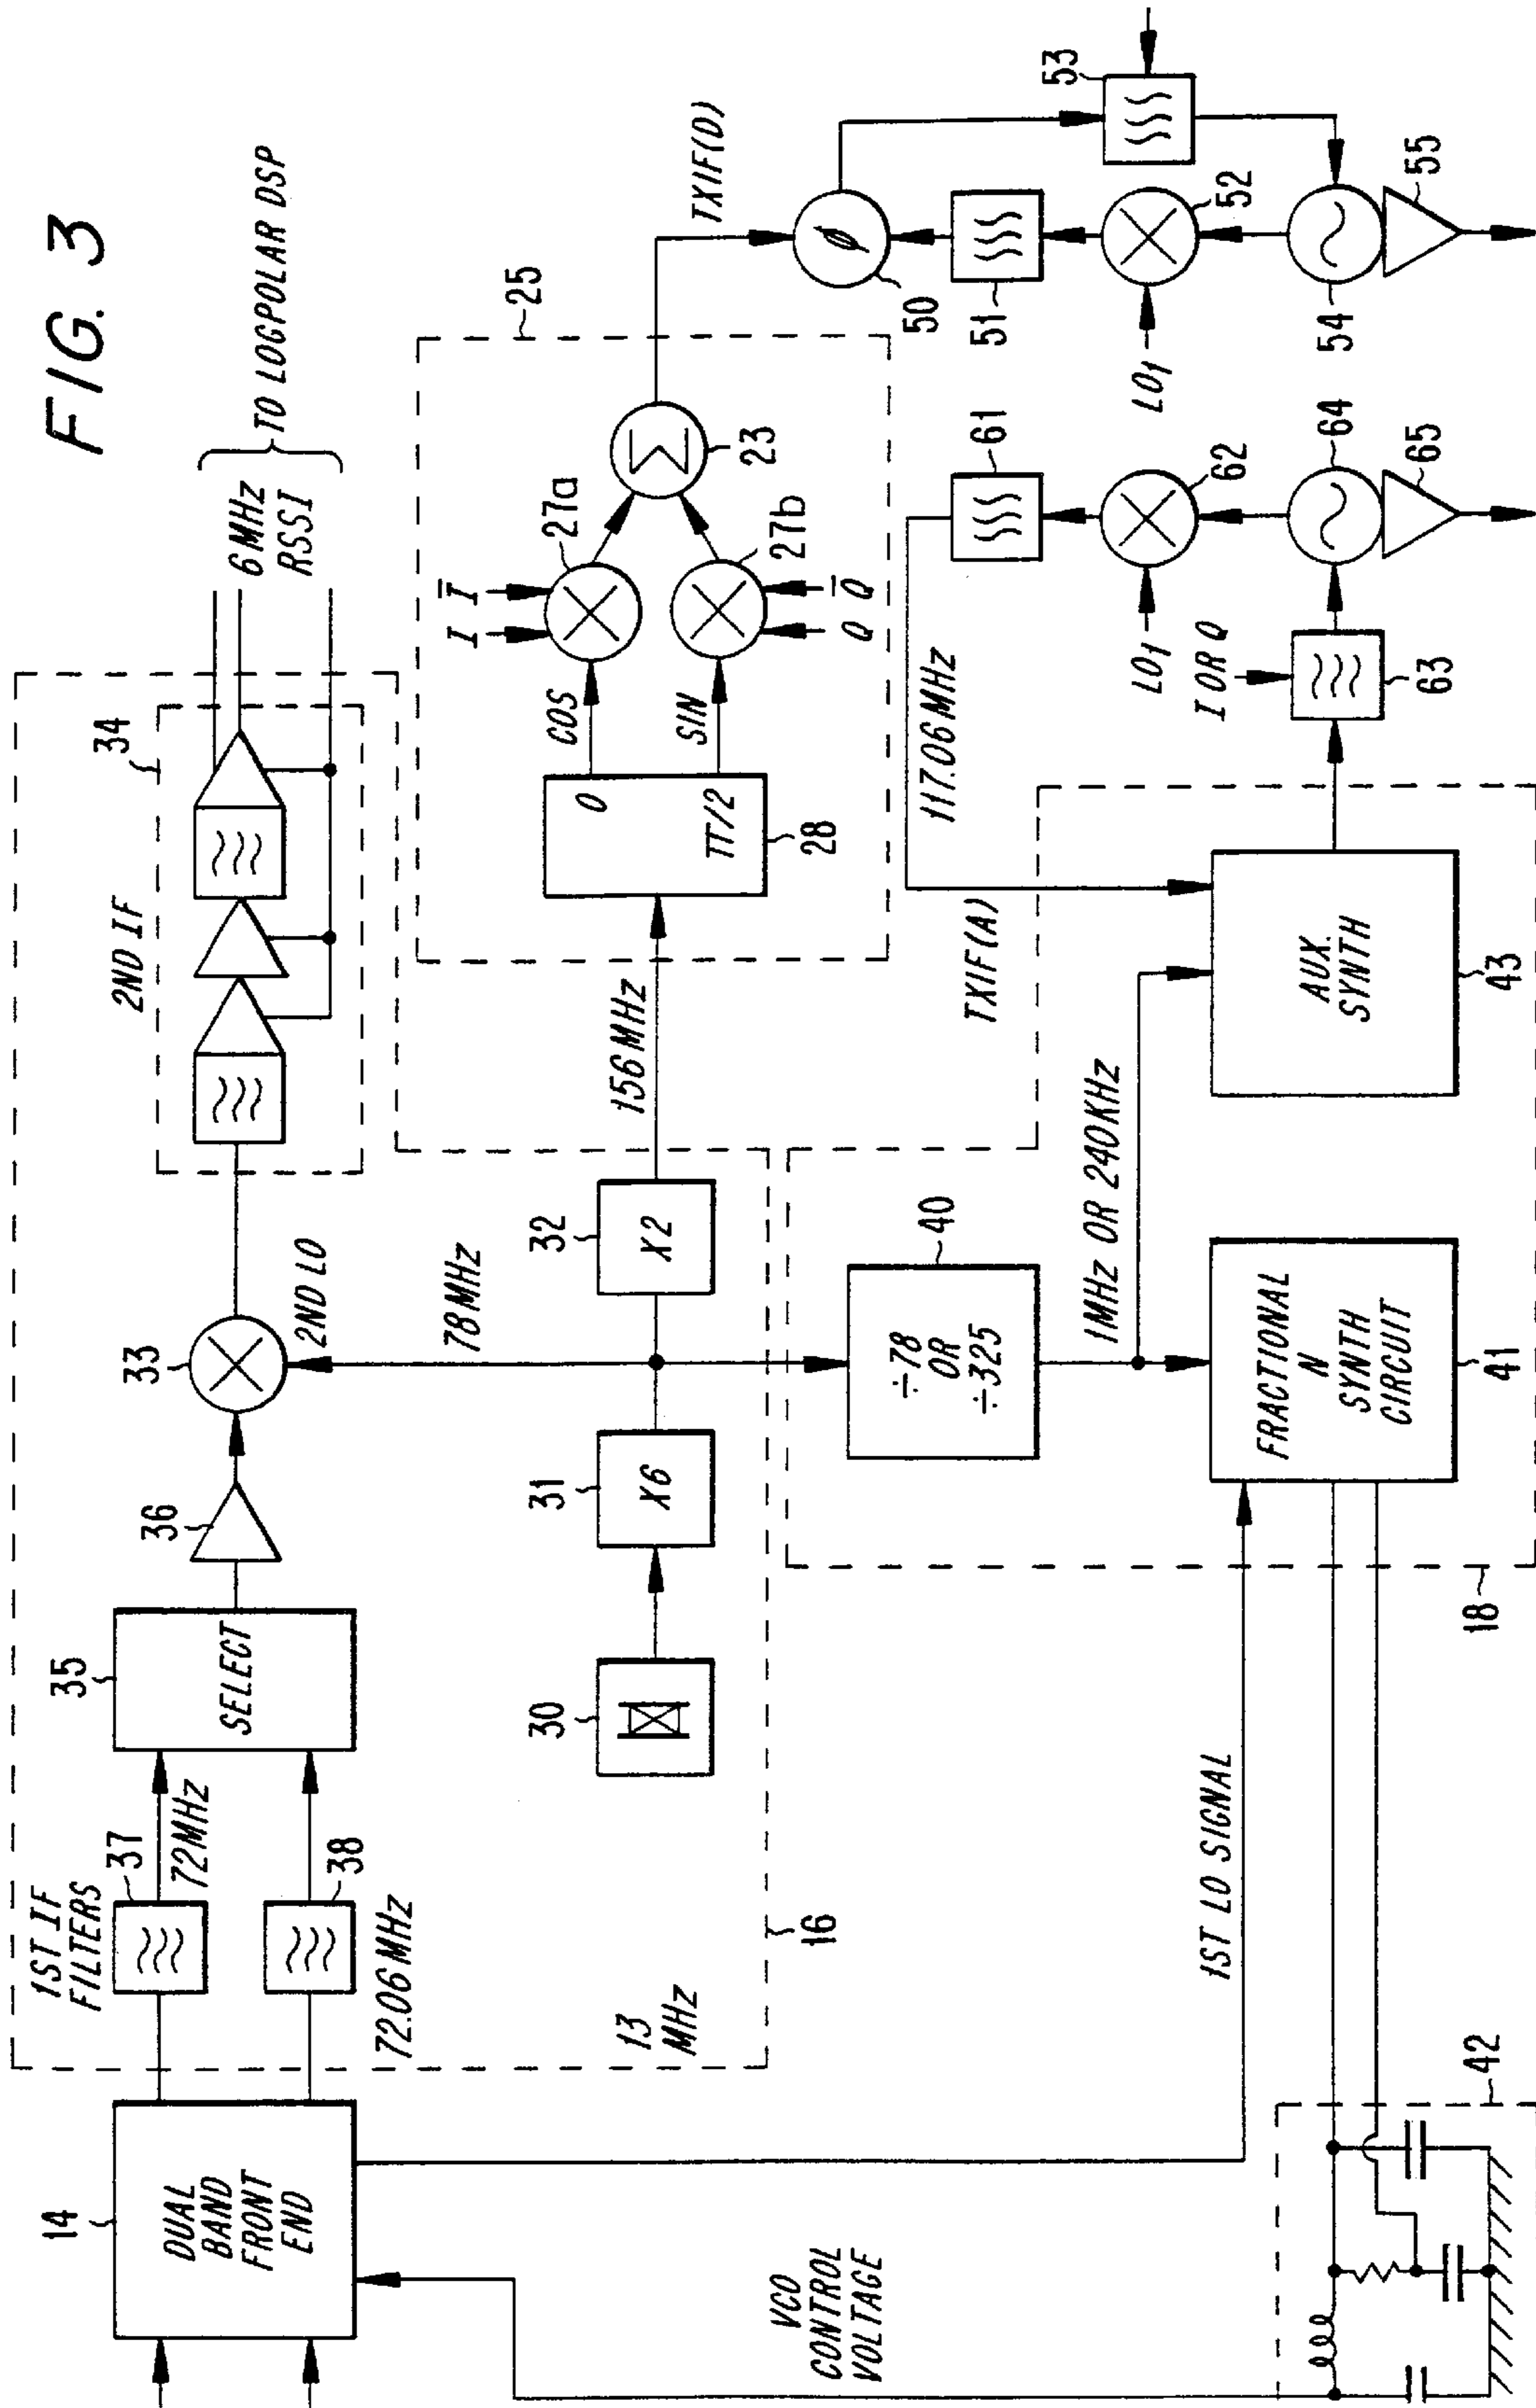 FIG. 3
14
DUAL
BAND
FRONT
END
1ST IF
FILTERS
37
72MHz
38
72.06MHz
35
SELECT
36
33
2ND LO
78MHz
2ND IF
34
6MHz
RSSI
TO LOGPOLAR DSP
13
MHz
16
30
31
X6
32
X2
156MHz
25
28
0
π/2
COS
SIN
I
Ī
27a
27b
Q
Q̅
Σ
23
TXIF(D)
ϕ
50
51
52
LO1
53
54
55
1ST LO SIGNAL
18
40
÷78
OR
÷325
1MHz OR 240KHz
FRACTIONAL
N
SYNTH
CIRCUIT
41
TXIF(A)
117.06MHz
AUX.
SYNTH
43
61
62
LO1
I OR Q
63
64
65
VCO
CONTROL
VOLTAGE
42